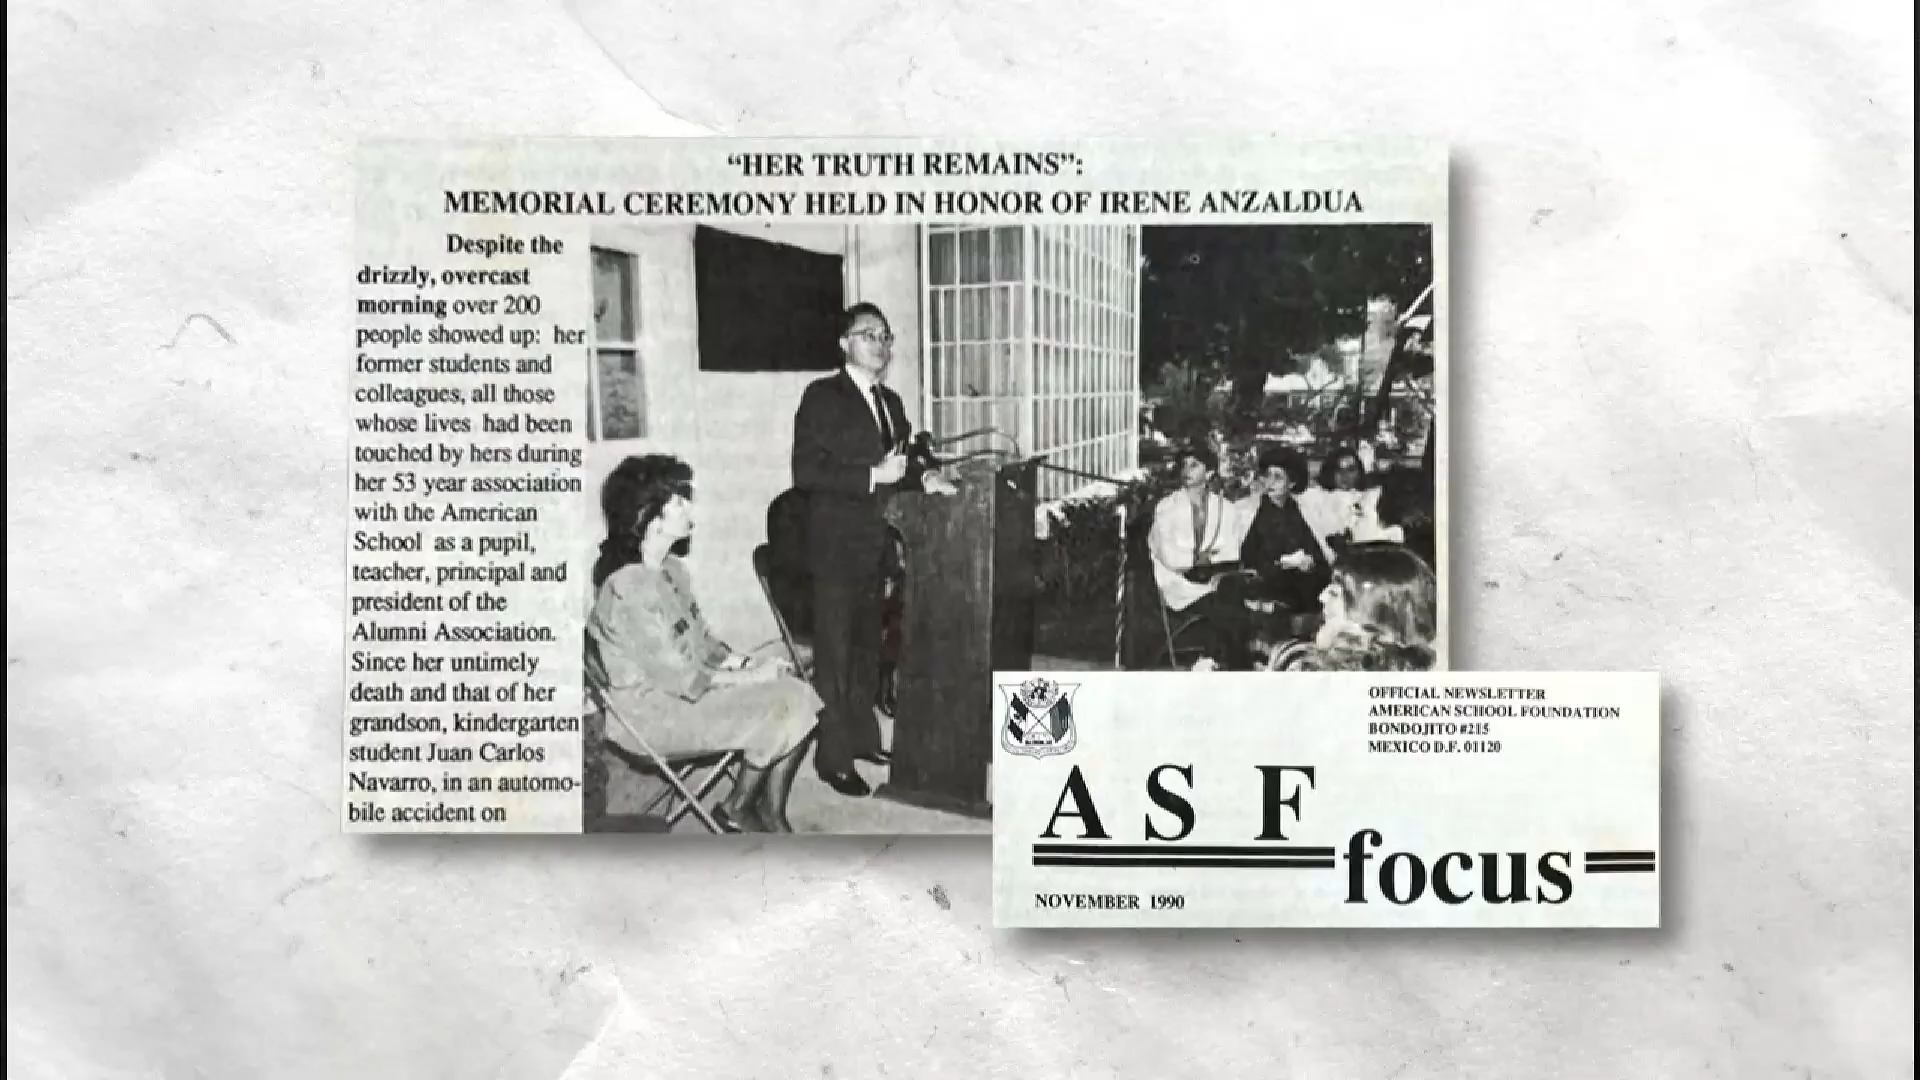 “HER TRUTH REMAINS”:
MEMORIAL CEREMONY HELD IN HONOR OF IRENE ANZALDUA
Despite the
drizzly, overcast
morning over 200
people showed up: her
former students and
colleagues, all those
whose lives had been
touched by hers during
her 53 year association
with the American
School as a pupil,
teacher, principal and
president of the
Alumni Association.
Since her untimely
death and that of her
grandson, kindergarten
student Juan Carlos
Navarro, in an automo-
bile accident on
OFFICIAL NEWSLETTER
AMERICAN SCHOOL FOUNDATION
BONDOJITO #215
MEXICO D.F. 01120
A S F
focus
NOVEMBER 1990